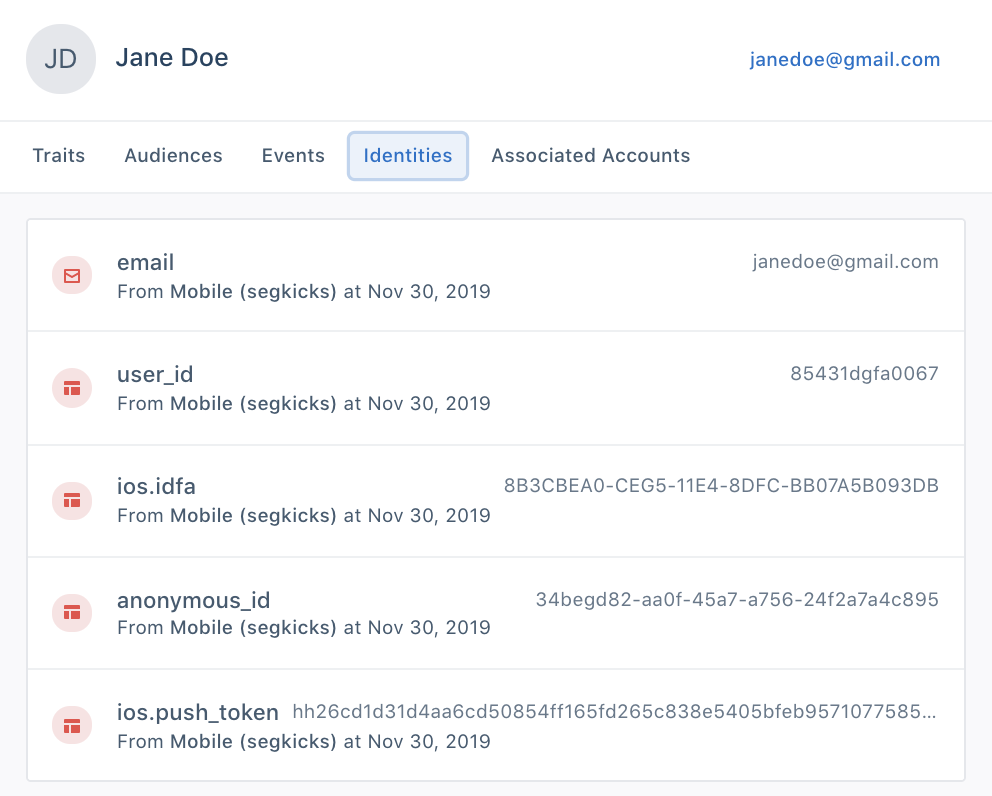 JD
Jane Doe
janedoe@gmail.com
Traits Audiences Events Identities Associated Accounts
email janedoe@gmail.com
From Mobile (segkicks) at Nov 30, 2019
user_id 85431dgfa0067
From Mobile (segkicks) at Nov 30, 2019
ios.idfa 8B3CBEA0-CEG5-11E4-8DFC-BB07A5B093DB
From Mobile (segkicks) at Nov 30, 2019
anonymous_id 34begd82-aa0f-45a7-a756-24f2a7a4c895
From Mobile (segkicks) at Nov 30, 2019
ios.push_token hh26cd1d31d4aa6cd50854ff165fd265c838e5405bfeb9571077585...
From Mobile (segkicks) at Nov 30, 2019